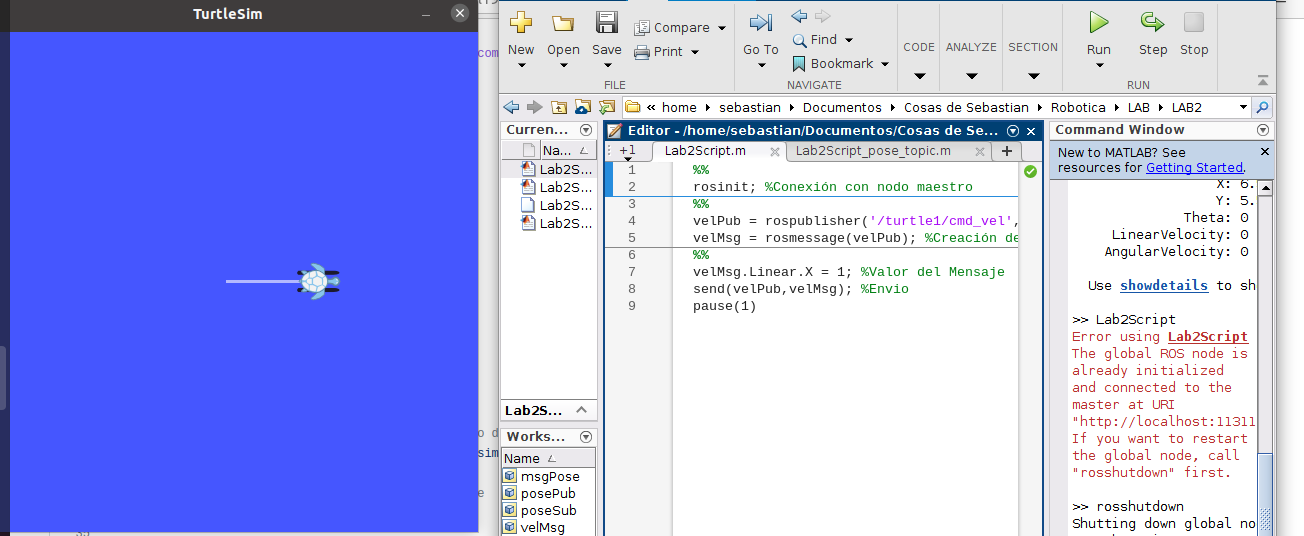 TurtleSim
New
Open
Save
Compare
Print
FILE
Go To
Find
Bookmark
NAVIGATE
CODE
ANALYZE
SECTION
Run
Step
Stop
RUN
« home sebastian Documentos Cosas de Sebastian Robotica LAB LAB2
Curren...
Na...
Lab2S...
Lab2S...
Lab2S...
Lab2S...
Lab2S...
Works...
Name
msgPose
posePub
poseSub
velMsg
Editor - /home/sebastian/Documentos/Cosas de Se...
+1
Lab2Script.m
Lab2Script_pose_topic.m
+
1 %%
2 rosinit; %Conexión con nodo maestro
3 %%
4 velPub = rospublisher('/turtle1/cmd_vel',
5 velMsg = rosmessage(velPub); %Creación de
6 %%
7 velMsg.Linear.X = 1; %Valor del Mensaje
8 send(velPub,velMsg); %Envio
9 pause(1)
Command Window
New to MATLAB? See
resources for Getting Started.
X: 6.
Y: 5.
Theta: 0
LinearVelocity: 0
AngularVelocity: 0
Use showdetails to sh
>> Lab2Script
Error using Lab2Script
The global ROS node is
already initialized
and connected to the
master at URI
"http://localhost:11311
If you want to restart
the global node, call
"rosshutdown" first.
>> rosshutdown
Shutting down global no
com
o d
sim
e